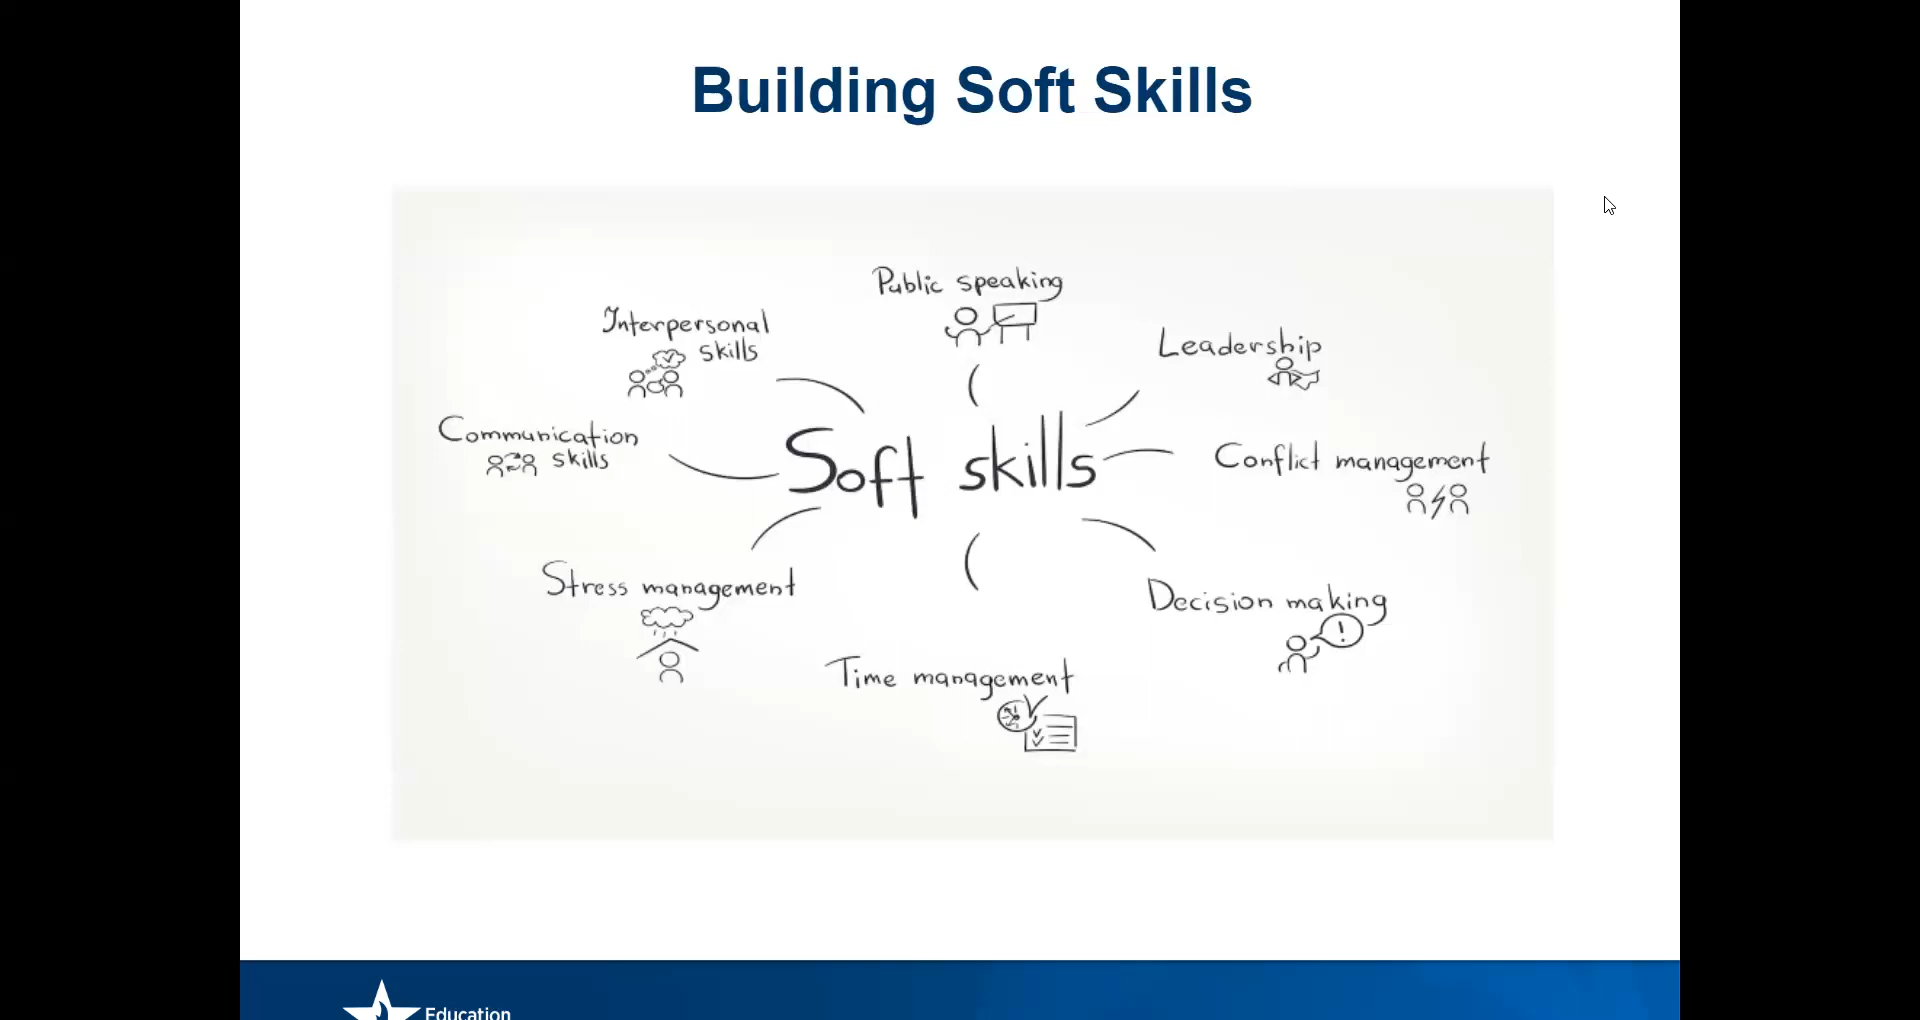 Building Soft Skills
Public speaking
Interpersonal
skills
Leadership
Communication
skills
Soft skills
Conflict management
Stress management
Decision making
!
Time management
Education